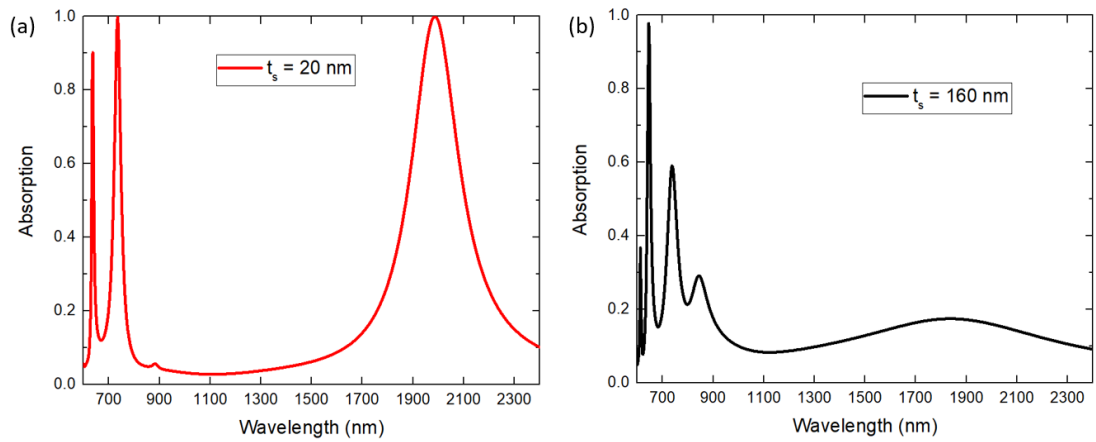 (a)
1.0
0.8
0.6
0.4
0.2
0.0
Absorption
t_s = 20 nm
700 900 1100 1300 1500 1700 1900 2100 2300
Wavelength (nm)
(b)
1.0
0.8
0.6
0.4
0.2
0.0
Absorption
t_s = 160 nm
700 900 1100 1300 1500 1700 1900 2100 2300
Wavelength (nm)